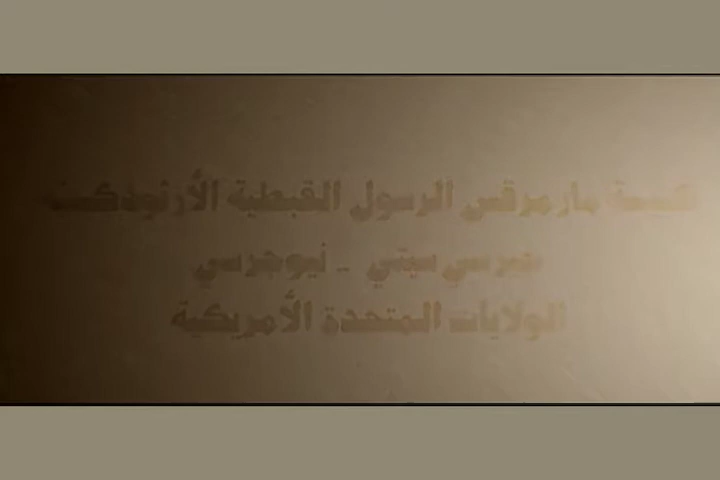 كنيسة مار مرقس الرسول القبطية الأرثوذكسية
جيرسي سيتي - نيوجرسي
الولايات المتحدة الأمريكية